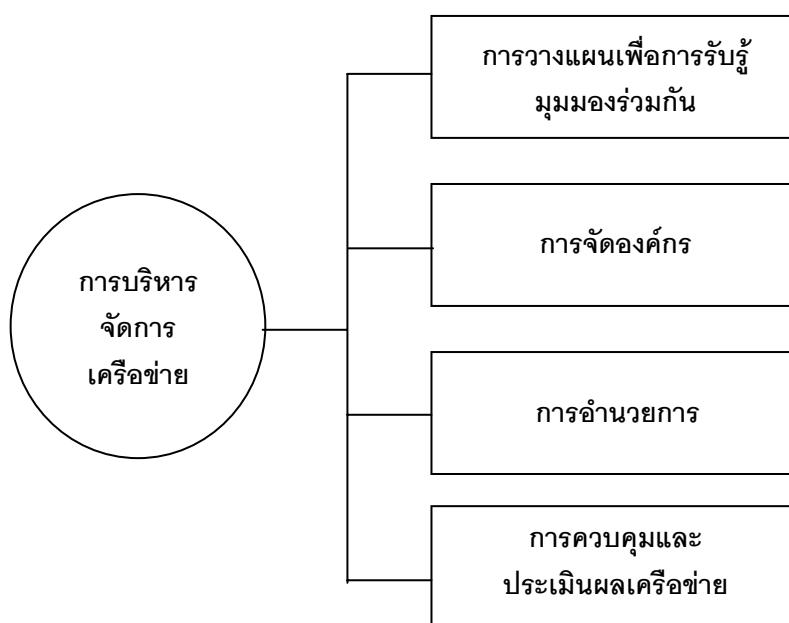 การบริหาร
จัดการ
เครือข่าย
การวางแผนเพื่อการรับรู้
มุมมองร่วมกัน
การจัดองค์กร
การอำนวยการ
การควบคุมและ
ประเมินผลเครือข่าย